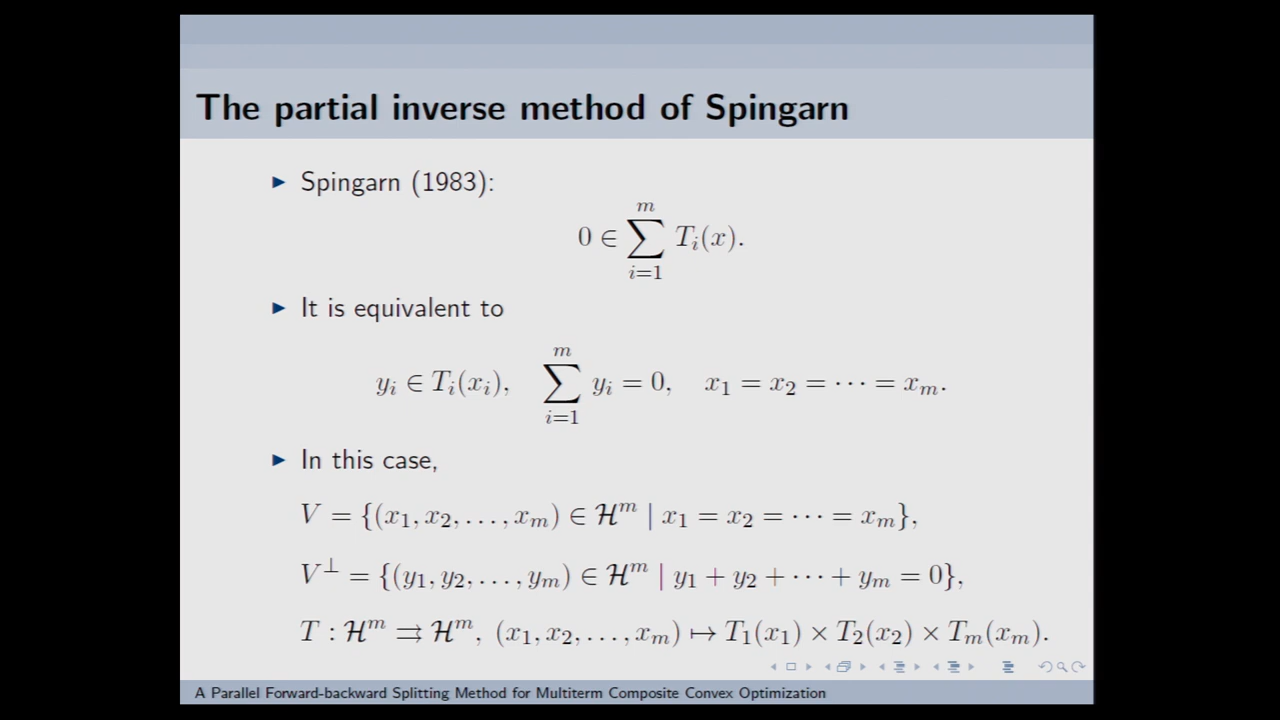 The partial inverse method of Spingarn
▶ Spingarn (1983):
0 ∈ \sum_{i=1}^{m} T_i(x).
▶ It is equivalent to
y_i ∈ T_i(x_i), \sum_{i=1}^{m} y_i = 0, x_1 = x_2 = ⋯ = x_m.
▶ In this case,
V = {(x_1, x_2, …, x_m) ∈ ℋ^m | x_1 = x_2 = ⋯ = x_m},
V^⊥ = {(y_1, y_2, …, y_m) ∈ ℋ^m | y_1 + y_2 + ⋯ + y_m = 0},
T : ℋ^m ⇉ ℋ^m, (x_1, x_2, …, x_m) ↦ T_1(x_1) × T_2(x_2) × T_m(x_m).
A Parallel Forward-backward Splitting Method for Multiterm Composite Convex Optimization